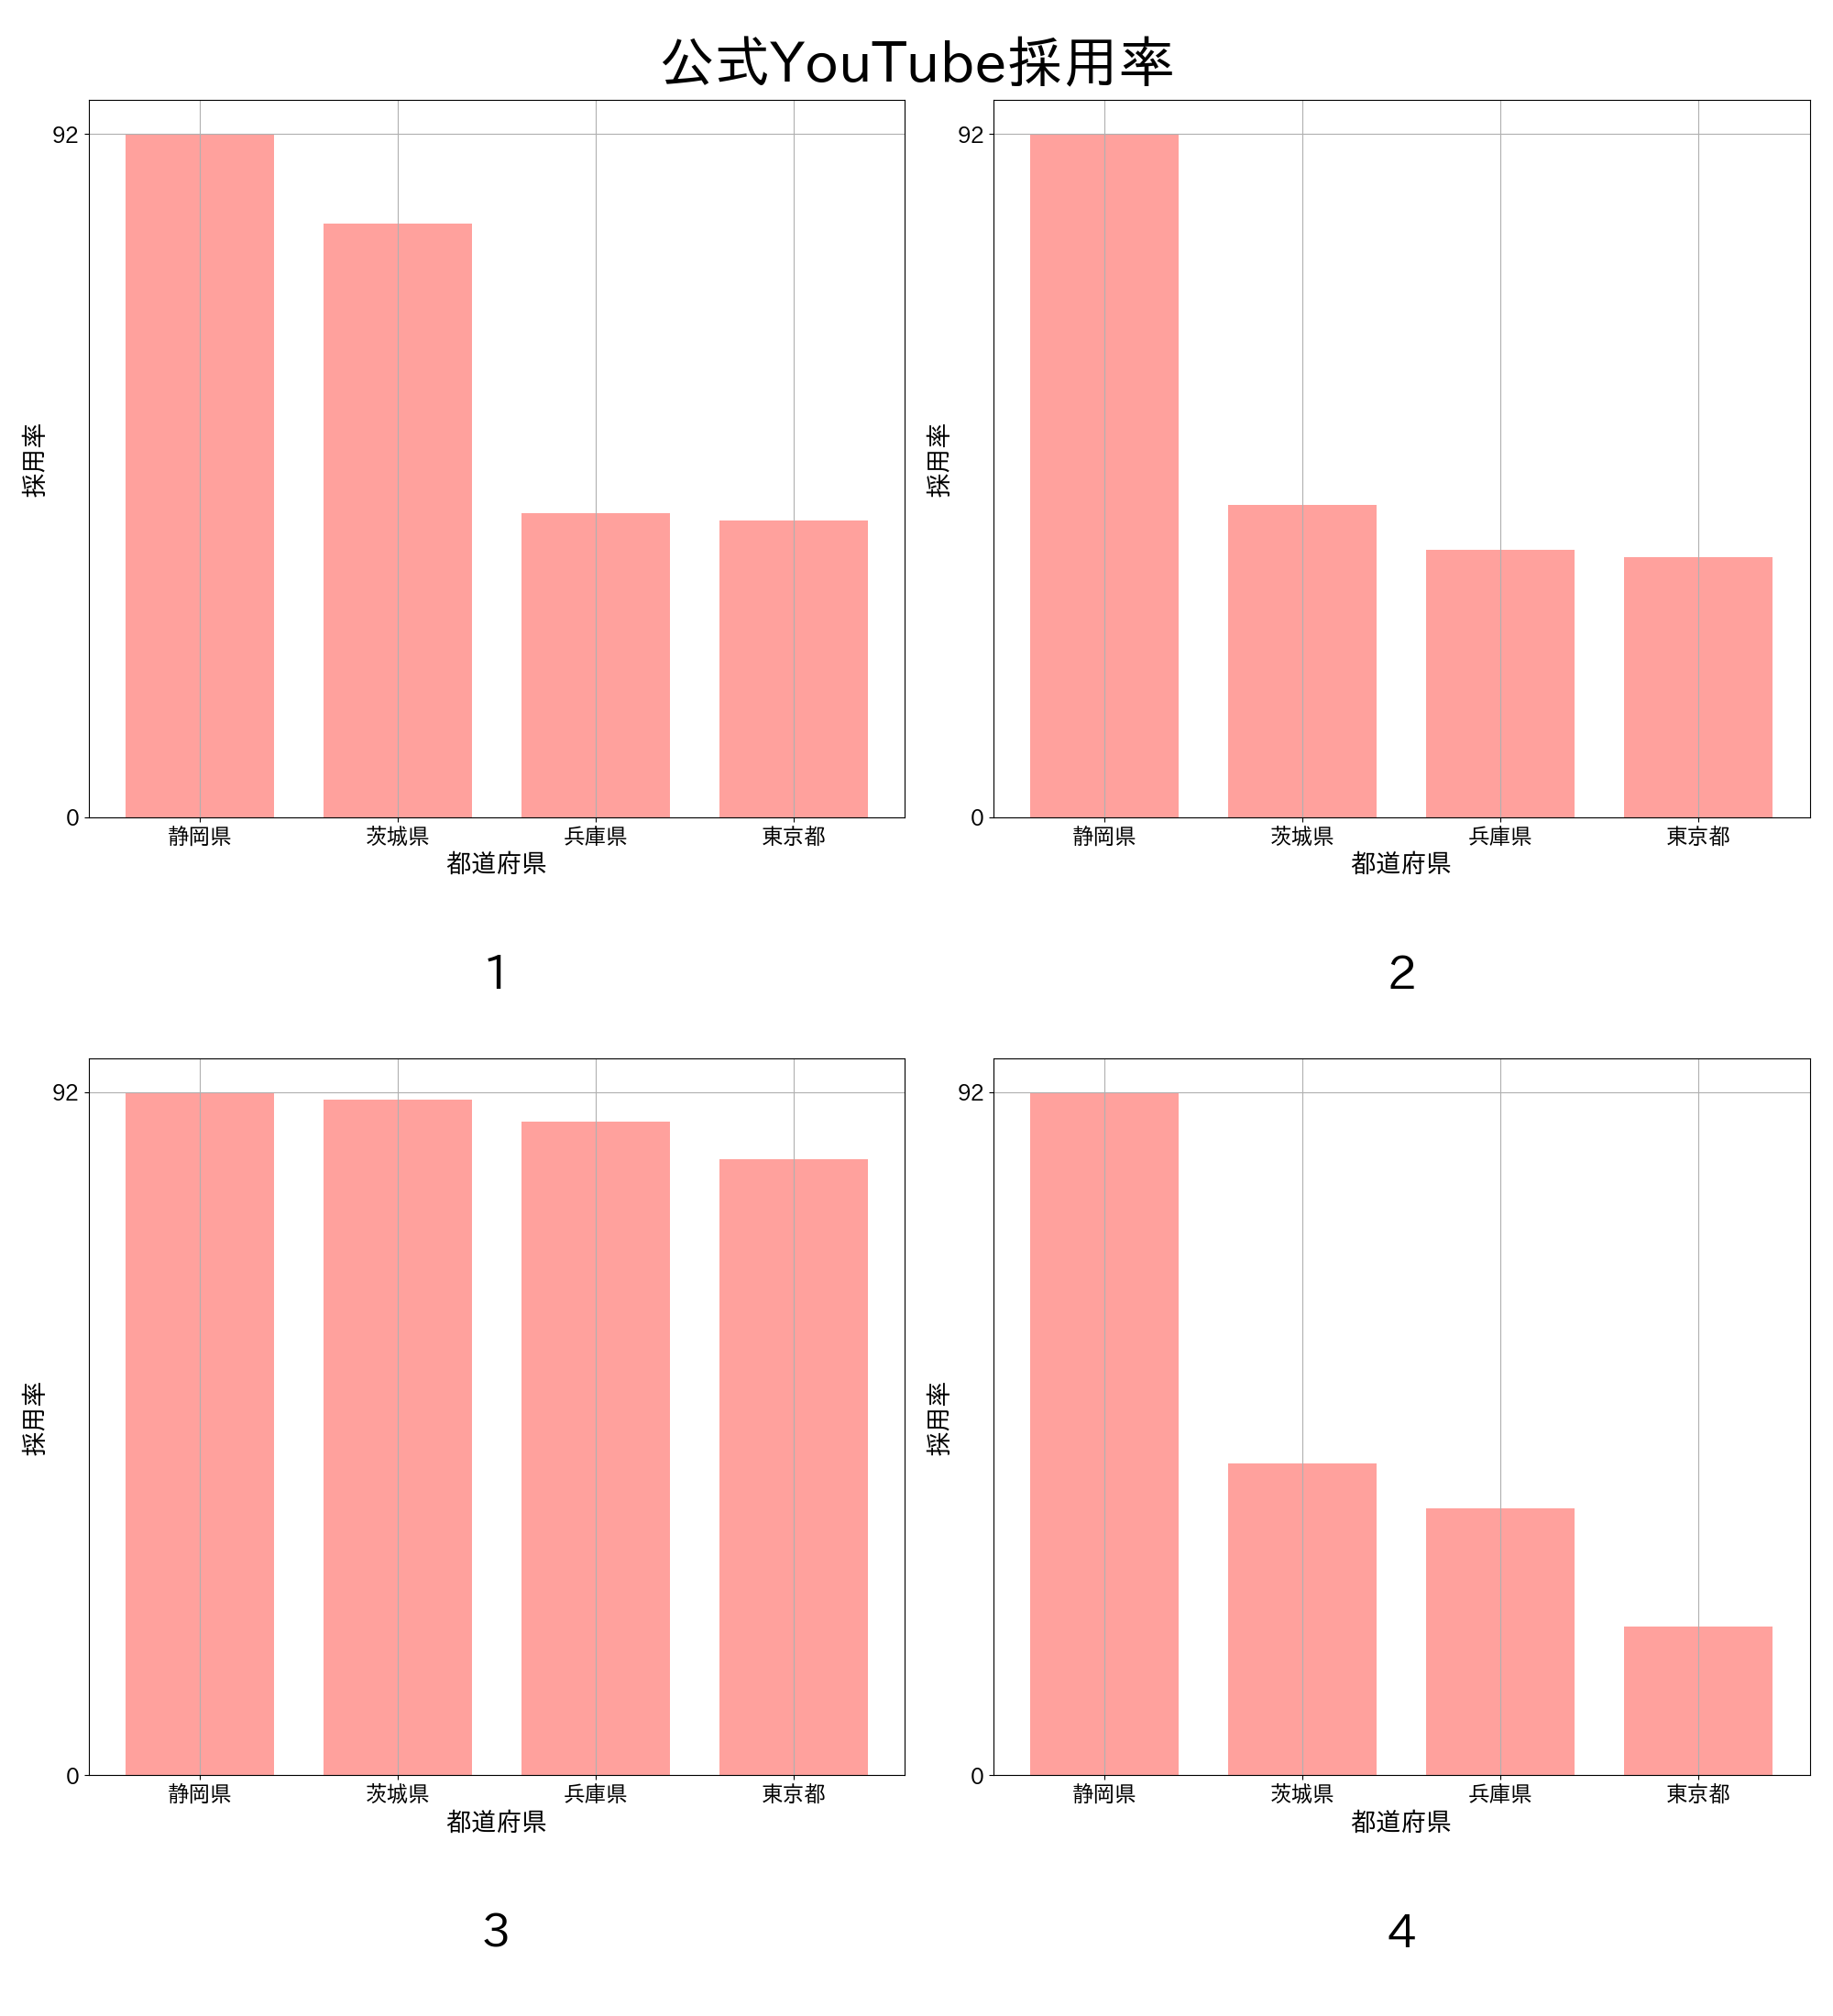 公式YouTube採用率
92
0
採用率
静岡県 茨城県 兵庫県 東京都
都道府県
1
92
0
採用率
静岡県 茨城県 兵庫県 東京都
都道府県
2
92
0
採用率
静岡県 茨城県 兵庫県 東京都
都道府県
3
92
0
採用率
静岡県 茨城県 兵庫県 東京都
都道府県
4